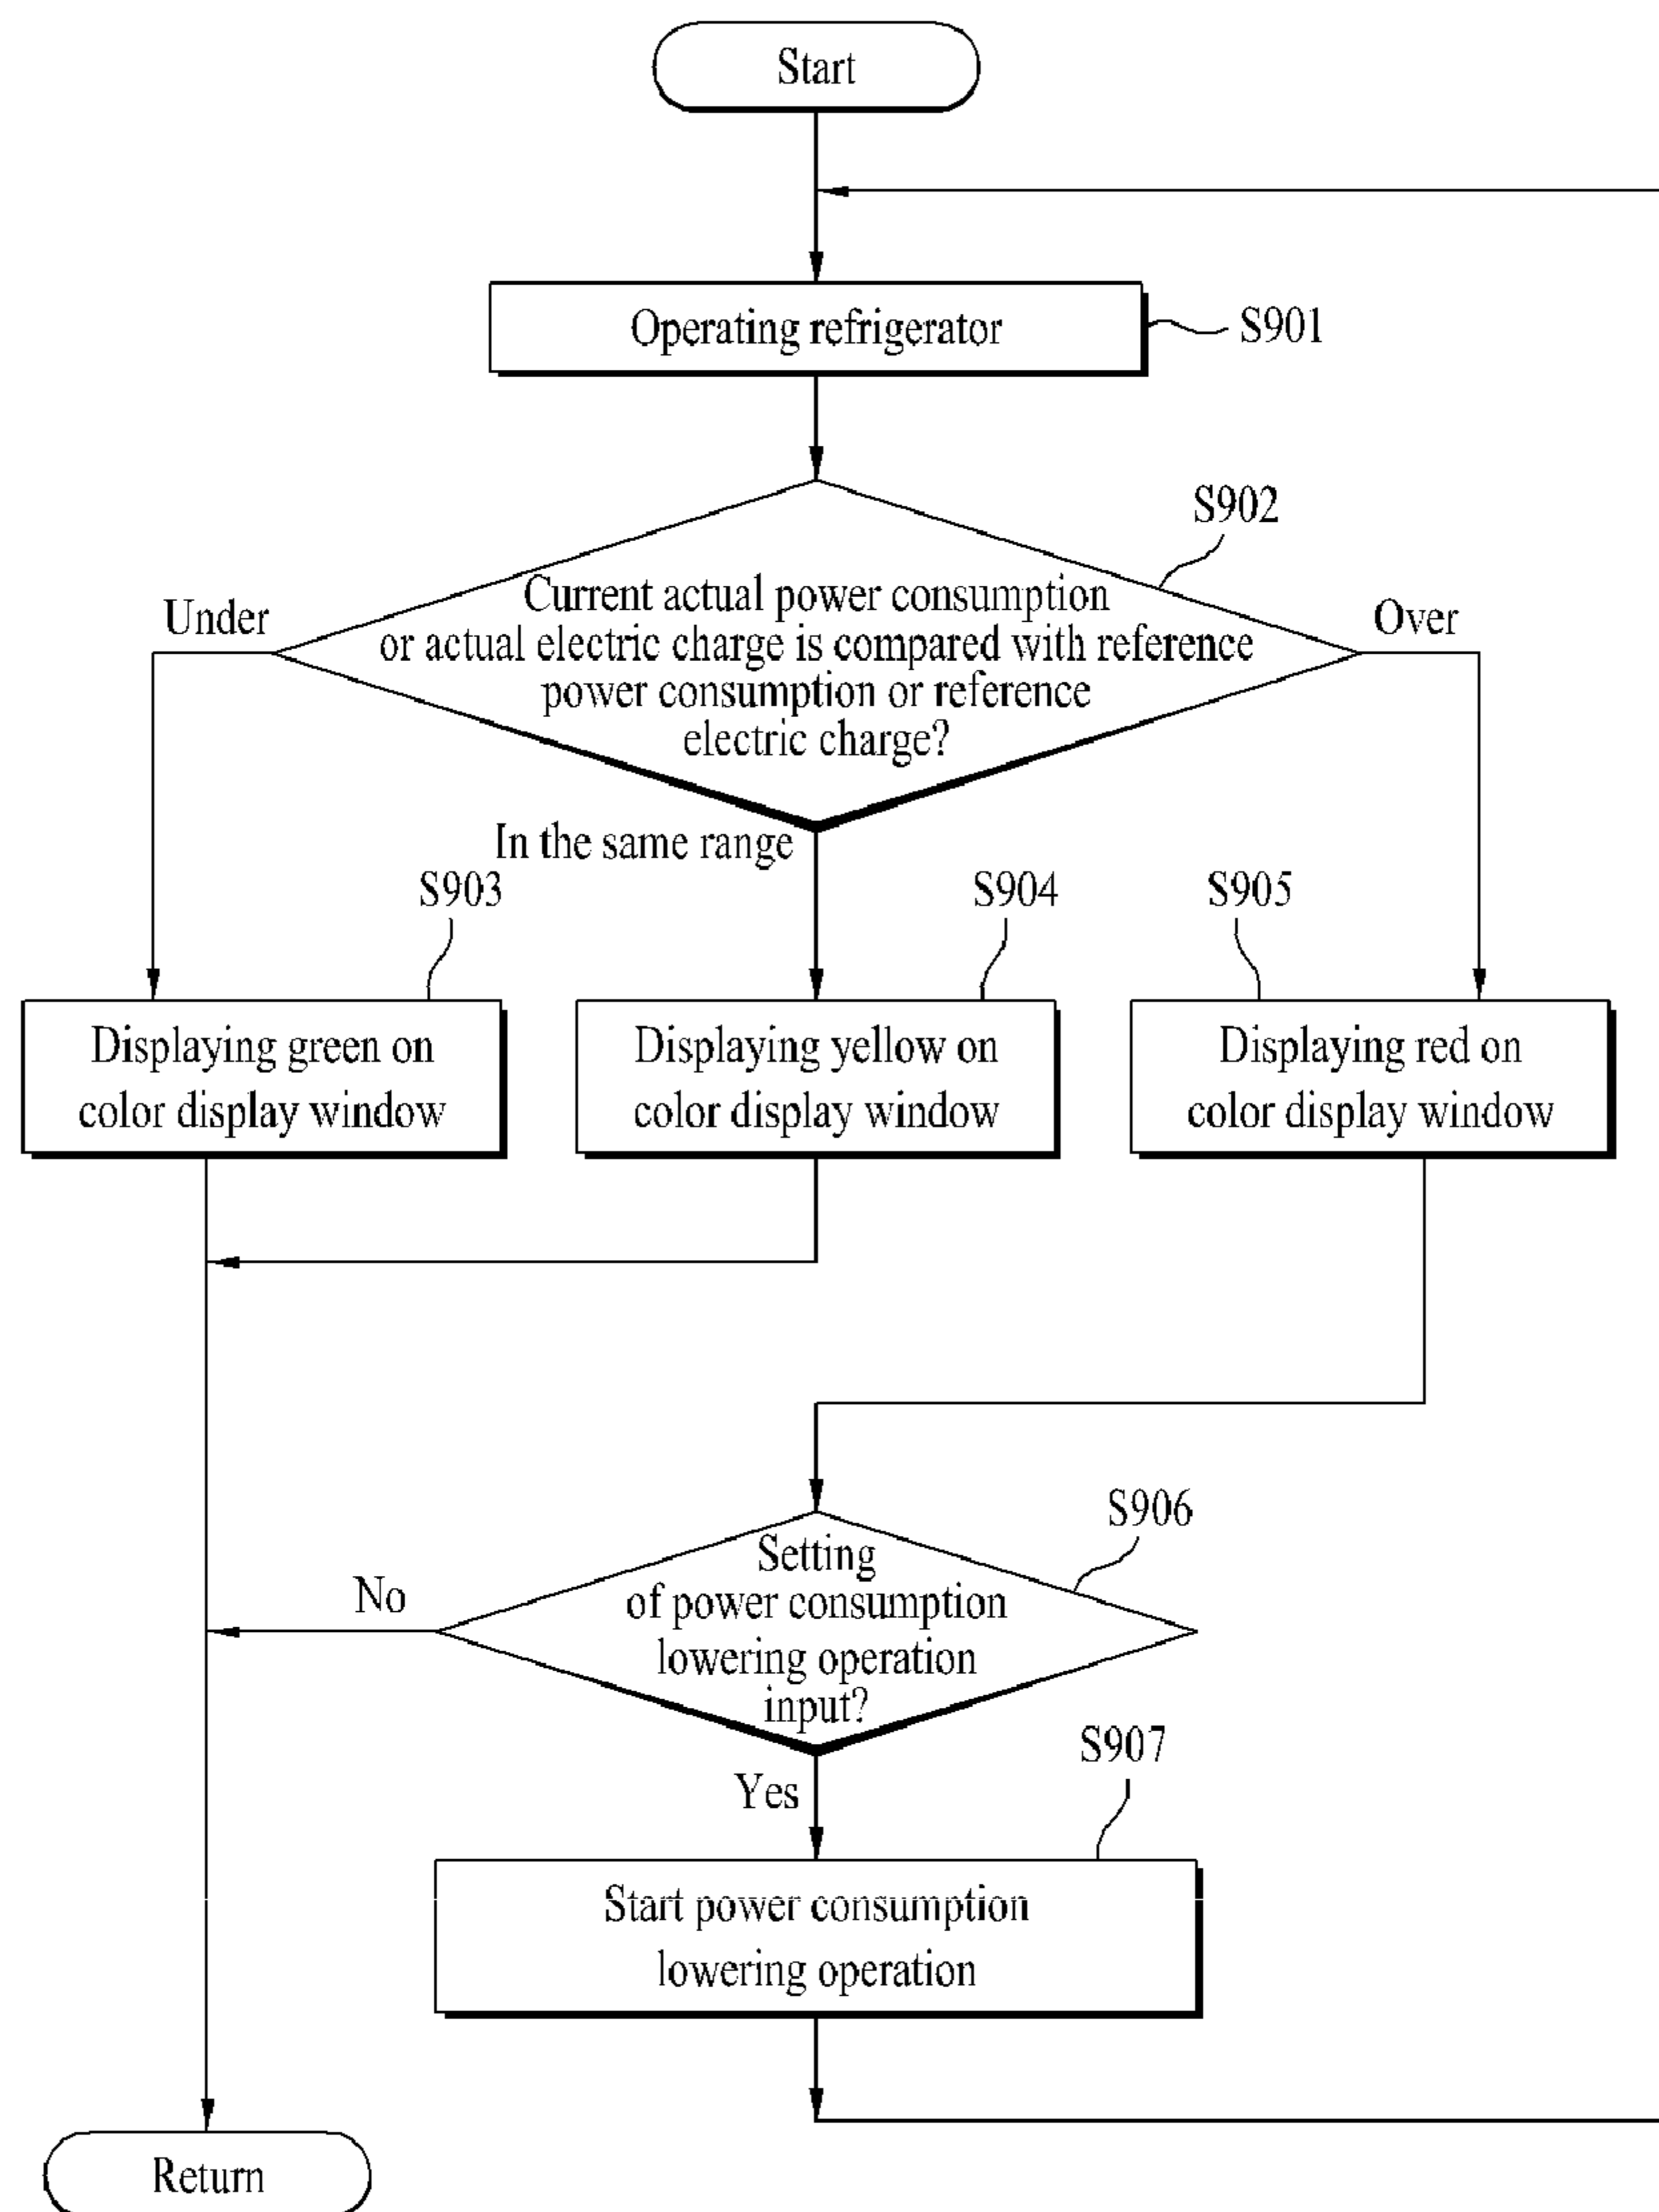 Start
Operating refrigerator
S901
S902
Current actual power consumption
or actual electric charge is compared with reference
power consumption or reference
electric charge?
Under
Over
In the same range
S903
S904
S905
Displaying green on
color display window
Displaying yellow on
color display window
Displaying red on
color display window
S906
Setting
of power consumption
lowering operation
input?
No
Yes
S907
Start power consumption
lowering operation
Return